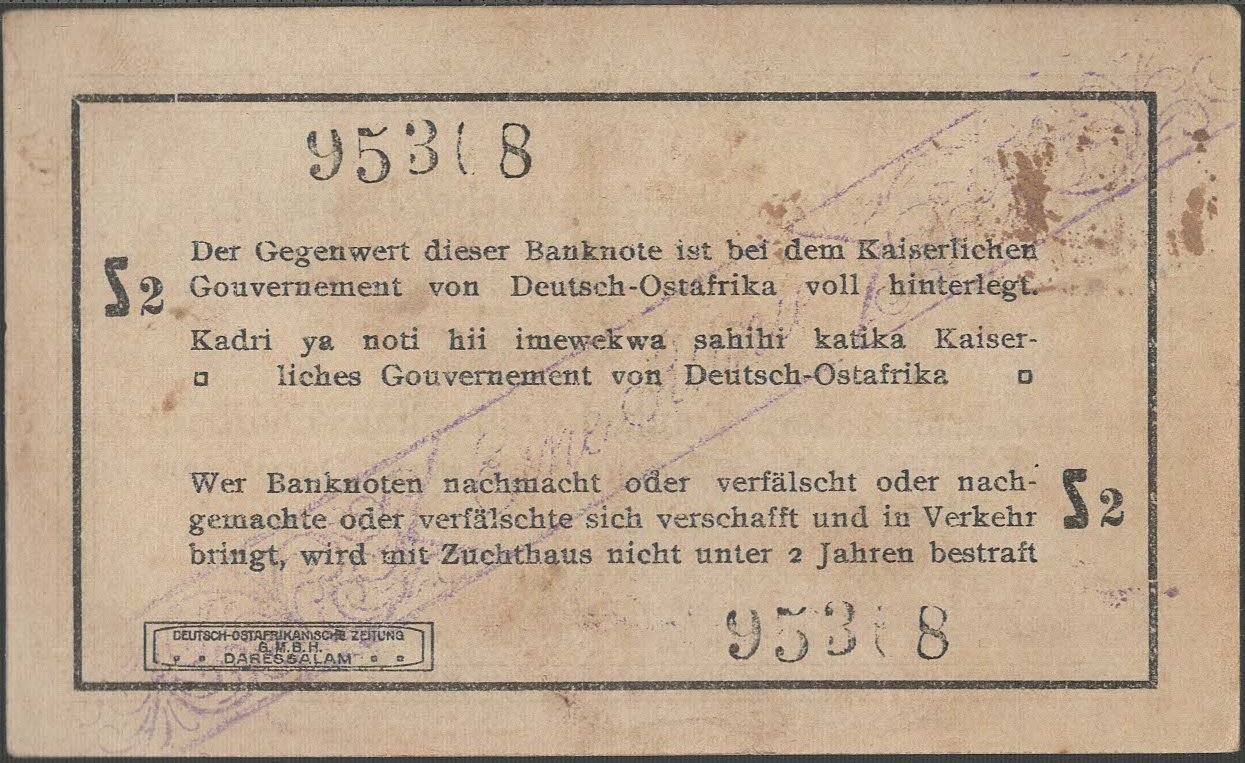 Der Gegenwert dieser Banknote ist bei dem Kaiserlichen
S2 Gouvernement von Deutsch-Ostafrika voll hinterlegt.
Kadri ya noti hii imewekwa sahihi katika Kaiser-
liches Gouvernement von Deutsch-Ostafrika
Wer Banknoten nachmacht oder verfälscht oder nach-
gemachte oder verfälschte sich verschafft und in Verkehr S2
bringt, wird mit Zuchthaus nicht unter 2 Jahren bestraft
DEUTSCH-OSTAFRIKANISCHE ZEITUNG
G.M.B.H.
DARESSALAM